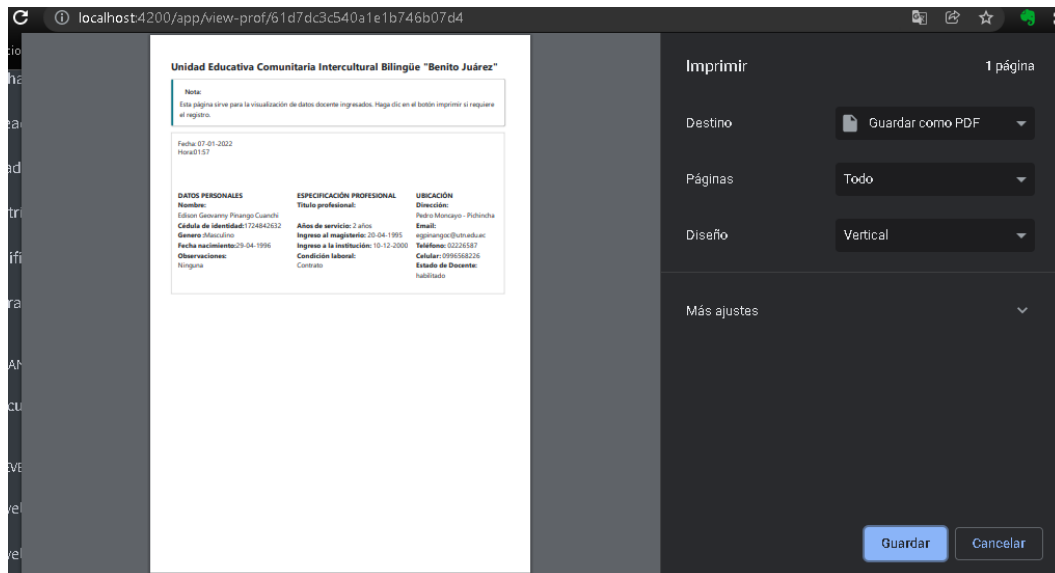 localhost:4200/app/view-prof/61d7dc3c540a1e1b746b07d4
Unidad Educativa Comunitaria Intercultural Bilingüe "Benito Juárez"
Nota:
Esta página sirve para la visualización de datos docente ingresados. Haga clic en el botón imprimir si requiere
el registro.
Fecha: 07-01-2022
Hora:01:57
DATOS PERSONALES
Nombre:
Edison Geovanny Pinango Cuanchi
Cédula de identidad:1724842632
Genero :Masculino
Fecha nacimiento:29-04-1996
Observaciones:
Ninguna
ESPECIFICACIÓN PROFESIONAL
Titulo profesional:
Años de servicio: 2 años
Ingreso al magisterio: 20-04-1995
Ingreso a la institución: 10-12-2000
Condición laboral:
Contrato
UBICACIÓN
Dirección:
Pedro Moncayo - Pichincha
Email:
egpinangoc@utn.edu.ec
Teléfono: 02226587
Celular: 0996568226
Estado de Docente:
habilitado
Imprimir
1 página
Destino
Guardar como PDF
Páginas
Todo
Diseño
Vertical
Más ajustes
Guardar
Cancelar